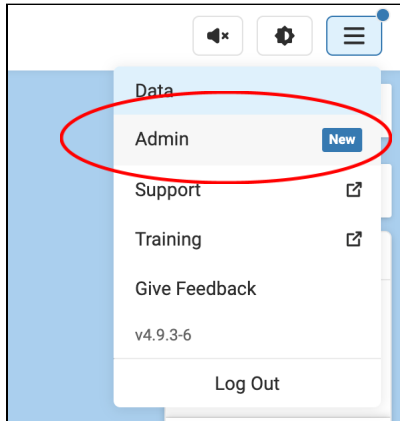 Data
Admin New
Support
Training
Give Feedback
v4.9.3-6
Log Out